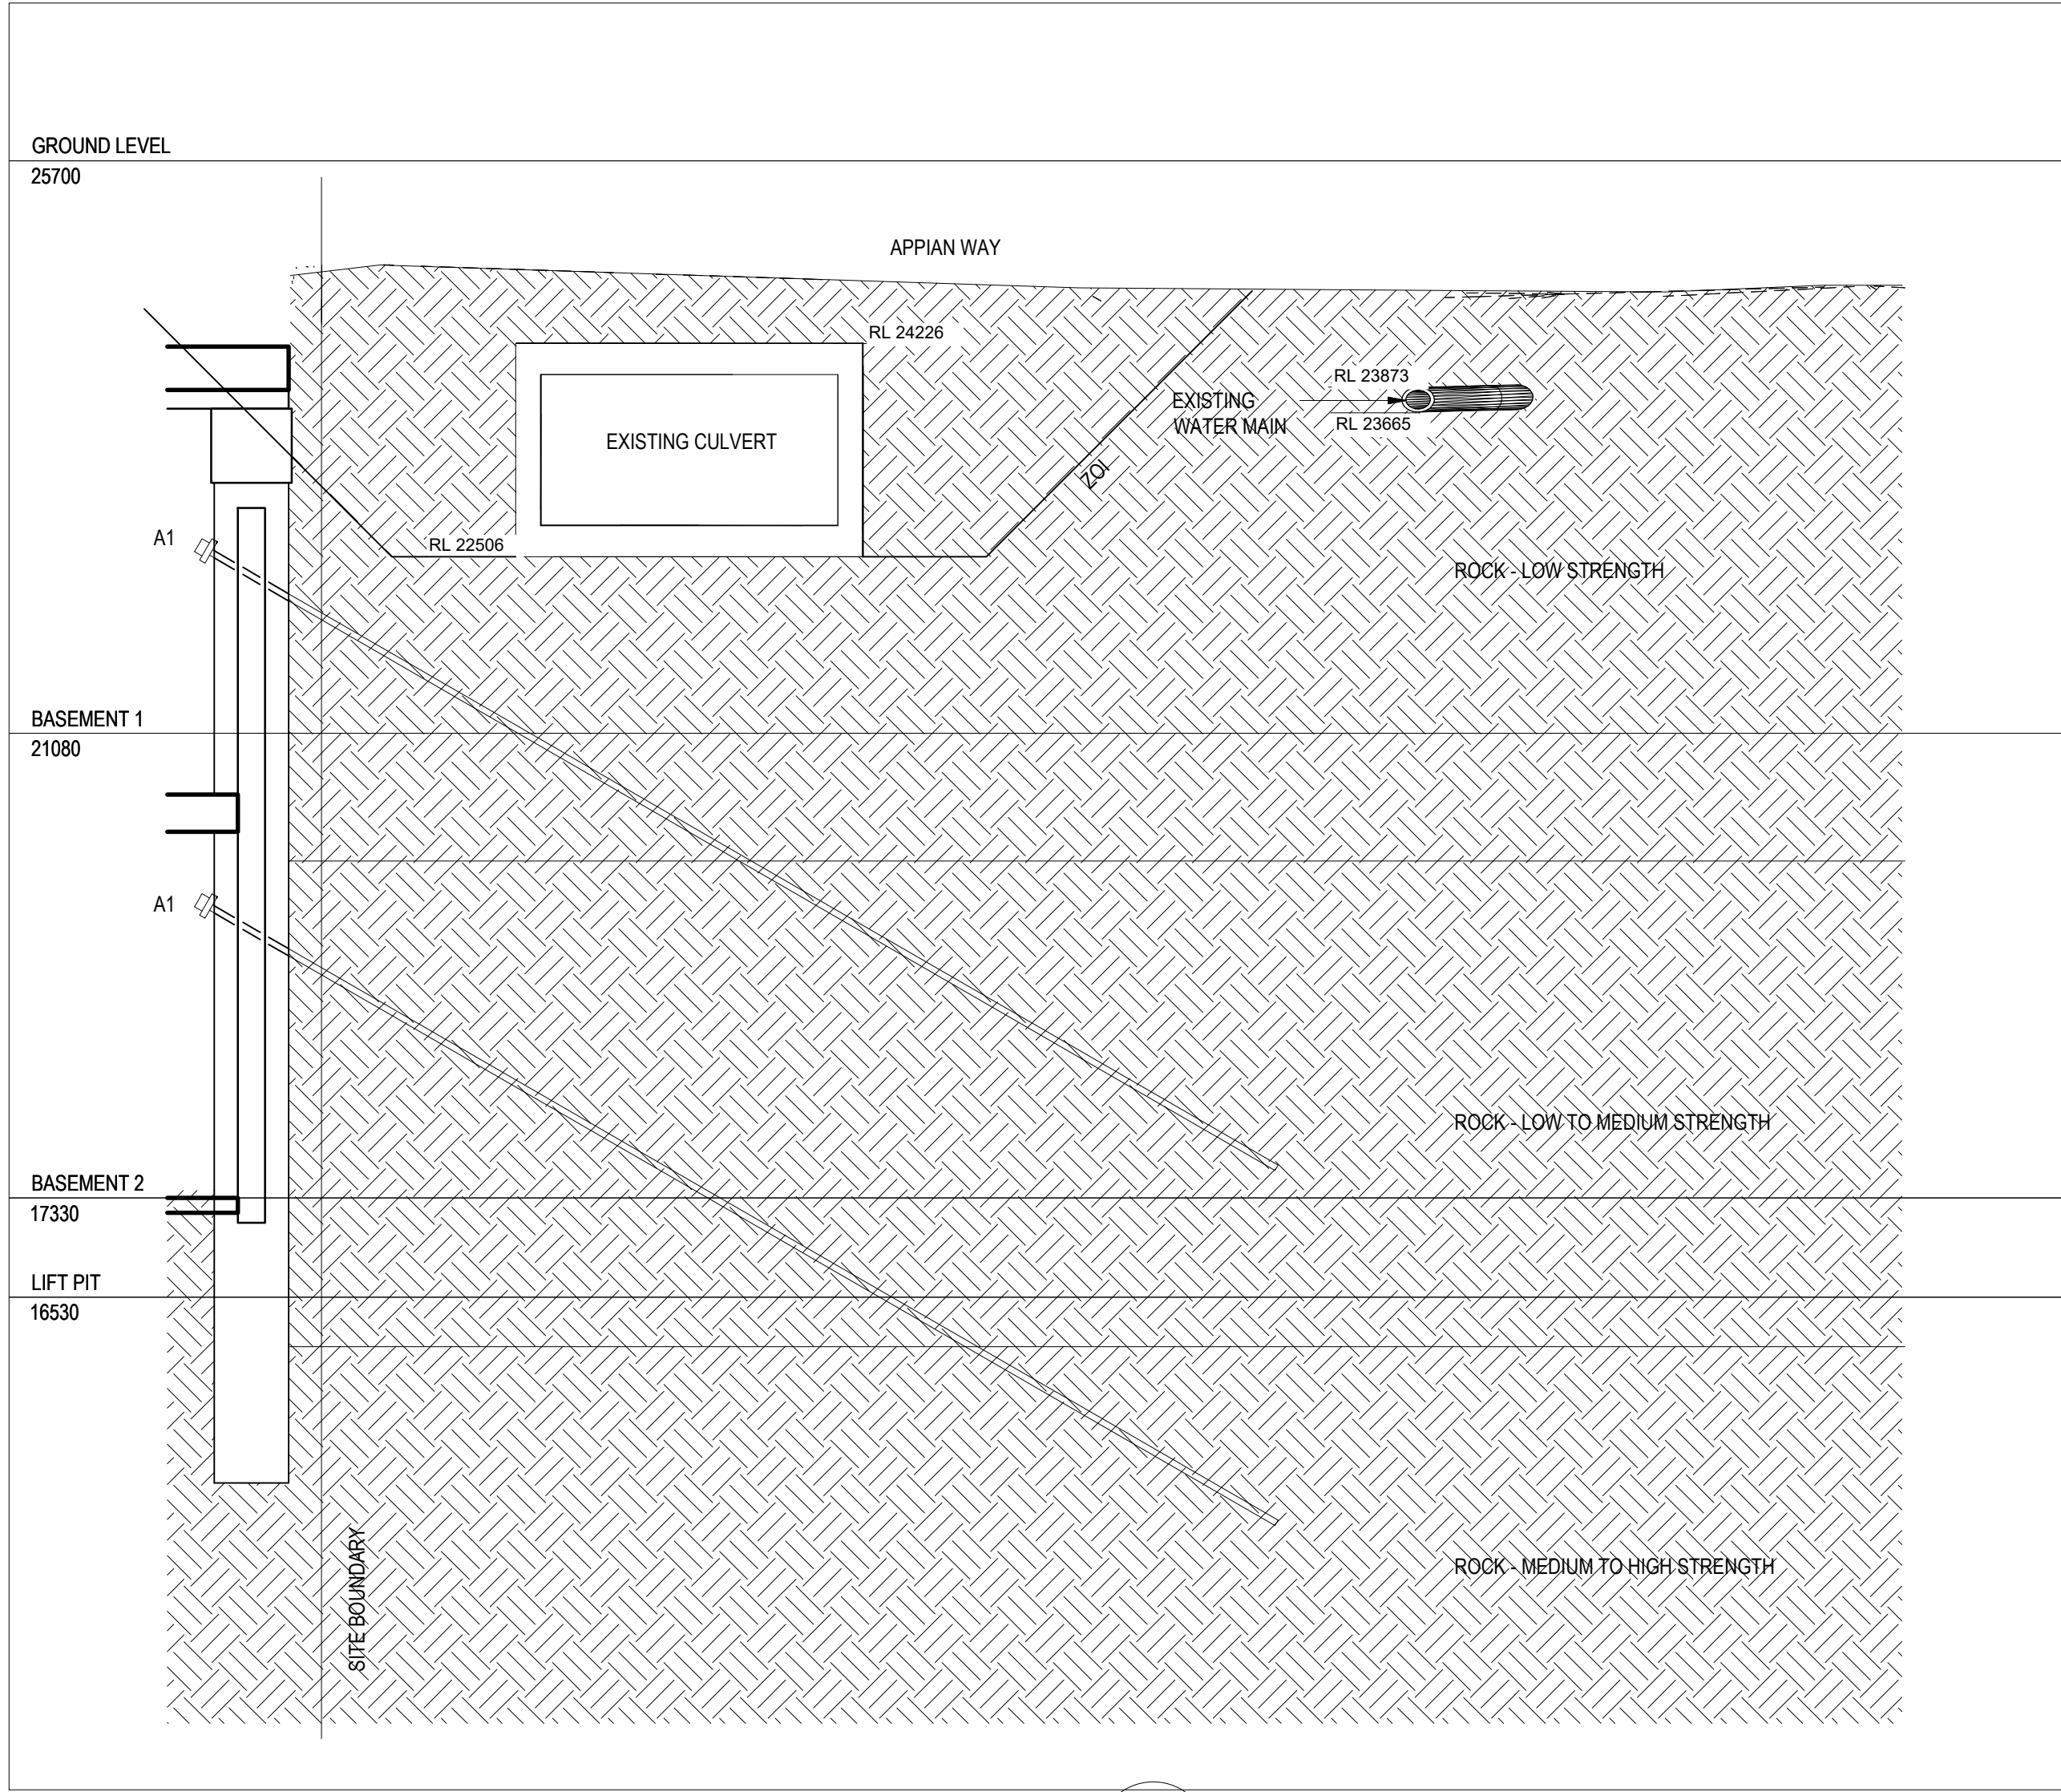 GROUND LEVEL
25700
APPIAN WAY
RL 24226
RL 23873
EXISTING
WATER MAIN
RL 23665
EXISTING CULVERT
ZOI
A1
RL 22506
ROCK - LOW STRENGTH
BASEMENT 1
21080
A1
ROCK - LOW TO MEDIUM STRENGTH
BASEMENT 2
17330
LIFT PIT
16530
SITE BOUNDARY
ROCK - MEDIUM TO HIGH STRENGTH